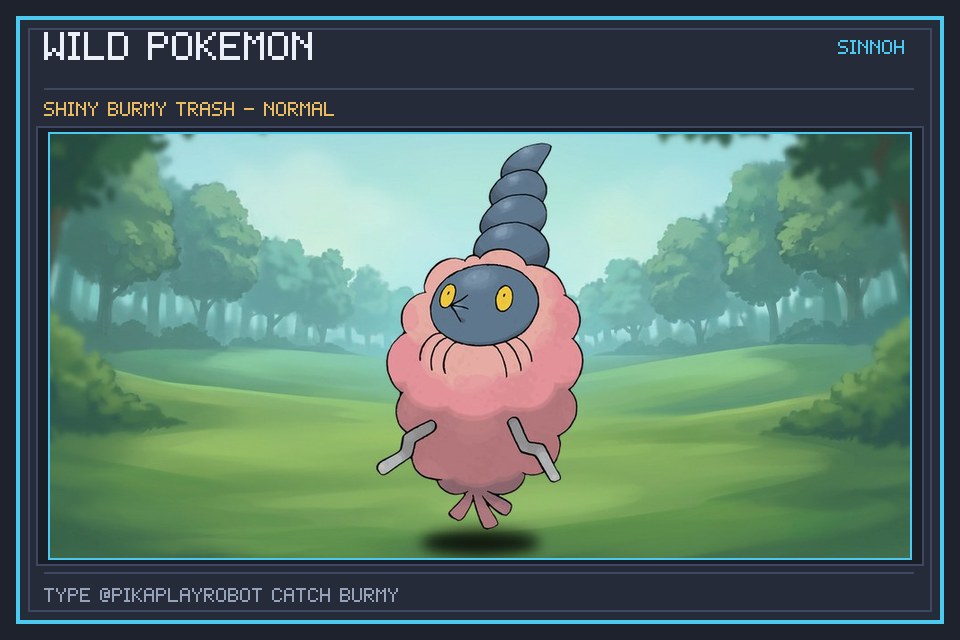 WILD POKEMON
SINNOH
SHINY BURMY TRASH - NORMAL
TYPE @PIKAPLAYROBOT CATCH BURMY